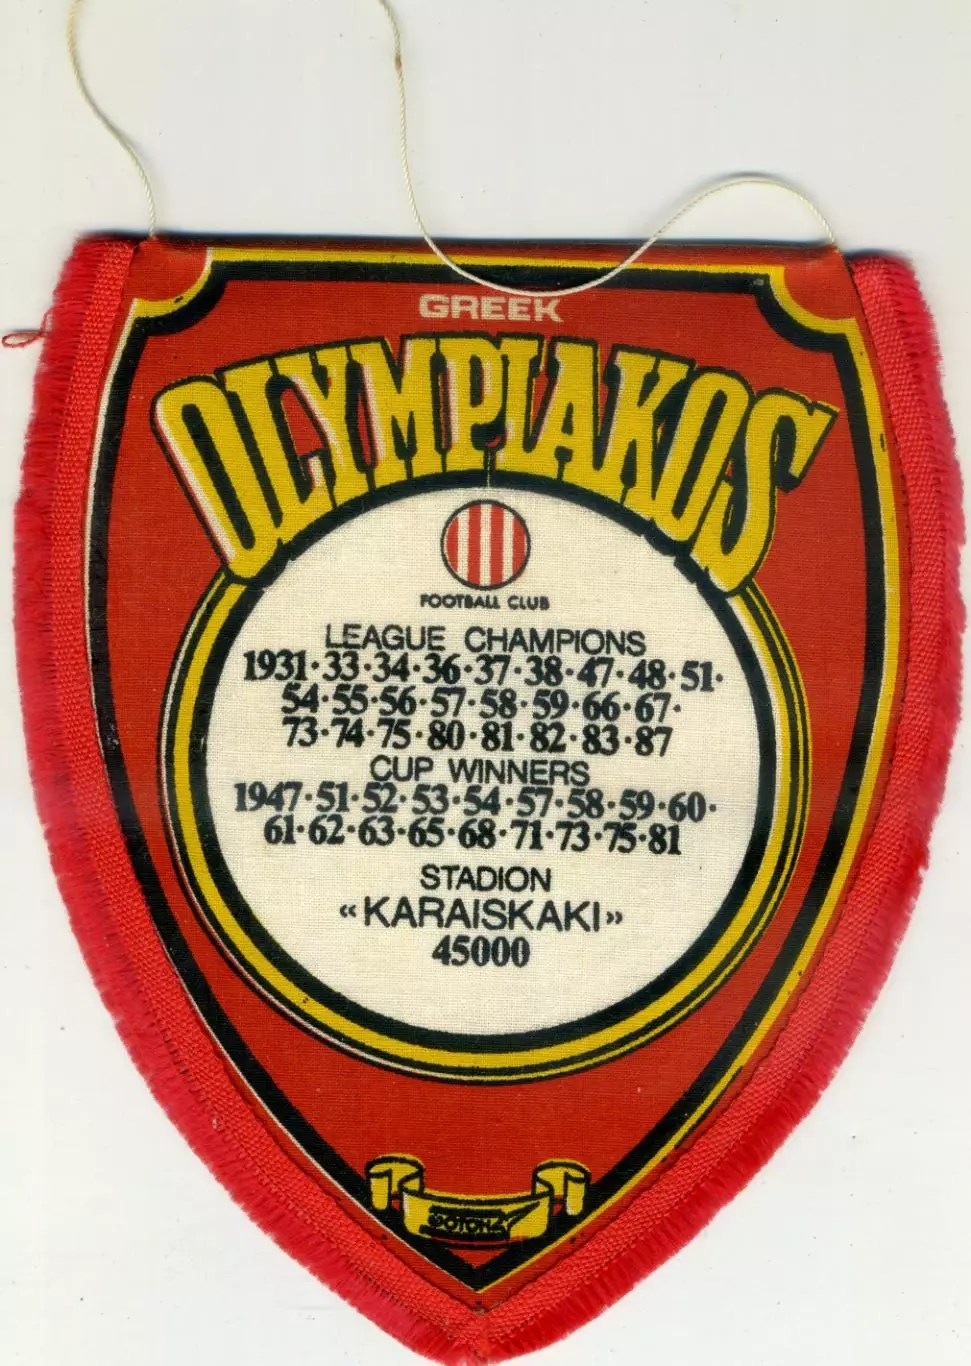 GREEK
OLYMPIAKOS
FOOTBALL CLUB
LEAGUE CHAMPIONS
1931·33·34·36·37·38·47·48·51·
54·55·56·57·58·59·66·67·
73·74·75·80·81·82·83·87
CUP WINNERS
1947·51·52·53·54·57·58·59·60·
61·62·63·65·68·71·73·75·81
STADION
«KARAISKAKI»
45000